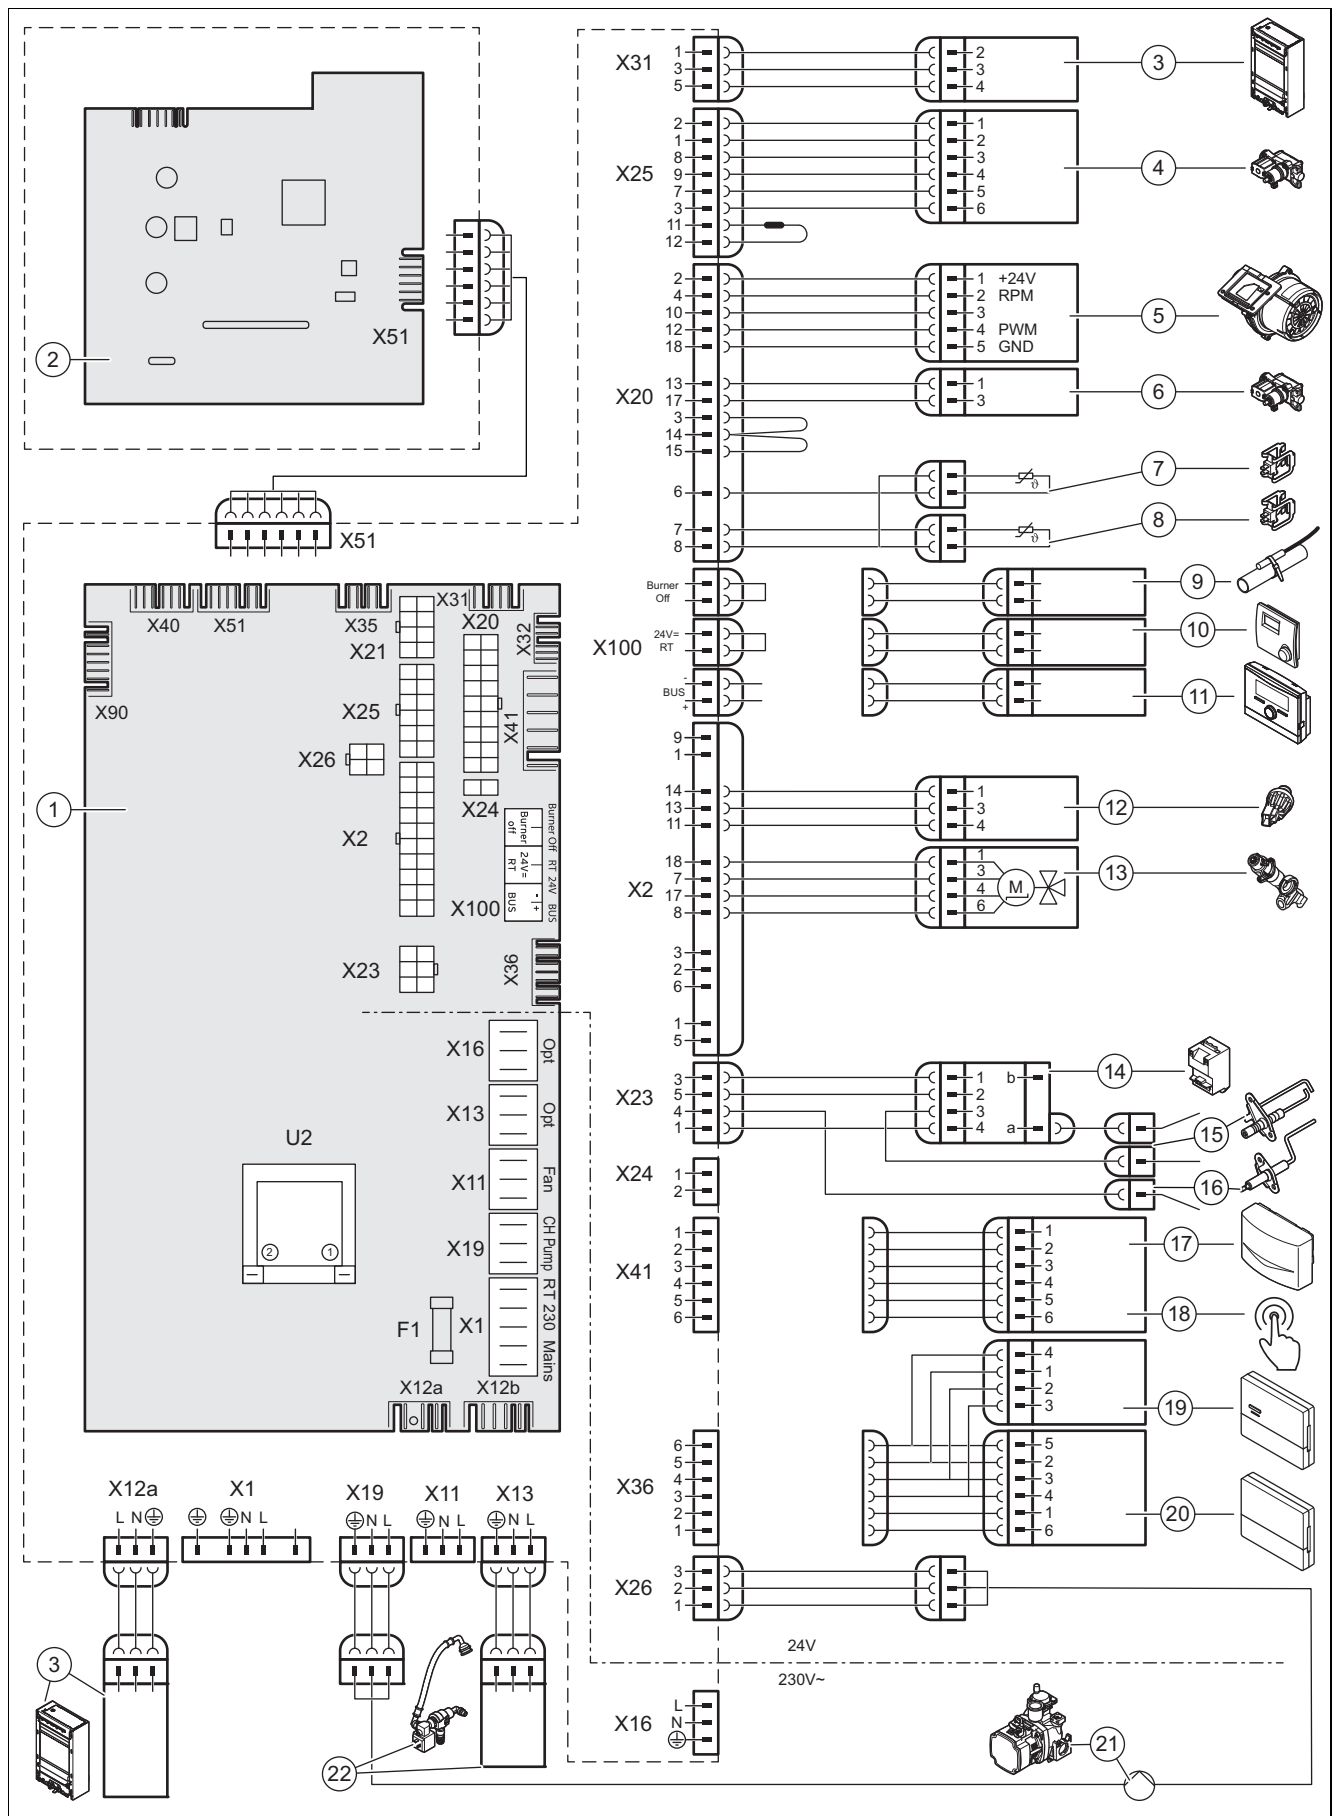 X31
1
3
5
2
3
4
3
X25
2
1
8
9
7
3
11
12
1
2
3
4
5
6
4
X51
2
X20
2
4
10
12
18
13
17
3
14
15
6
7
8
1 +24V
2 RPM
3
4 PWM
5 GND
5
1
3
6
ϑ
7
ϑ
8
X51
Burner
Off
9
X100
24V=
RT
10
-
BUS
+
11
X40
X51
X35
X31
X21
X20
X32
X90
X25
X41
X26
X24
X2
X100
Burner
off
24V=
RT
BUS
-
+
Burner Off
RT 24V
BUS
X23
X36
1
X16
Opt
X13
Opt
X11
Fan
X19
CH Pump
X1
RT 230
Mains
U2
2
1
F1
X12a
X12b
X2
9
1
14
13
11
18
7
17
8
3
2
6
1
5
1
3
4
12
1
3
4
6
M
13
X23
3
5
4
1
1
2
3
4
b
a
14
15
16
X24
1
2
X41
1
2
3
4
5
6
1
2
3
4
5
6
17
18
4
1
2
3
19
X36
6
5
4
3
2
1
5
2
3
4
1
6
20
X26
3
2
1
24V
230V~
X16
L
N
21
X12a
L N
X1
N L
X19
N L
X11
N L
X13
N L
3
22